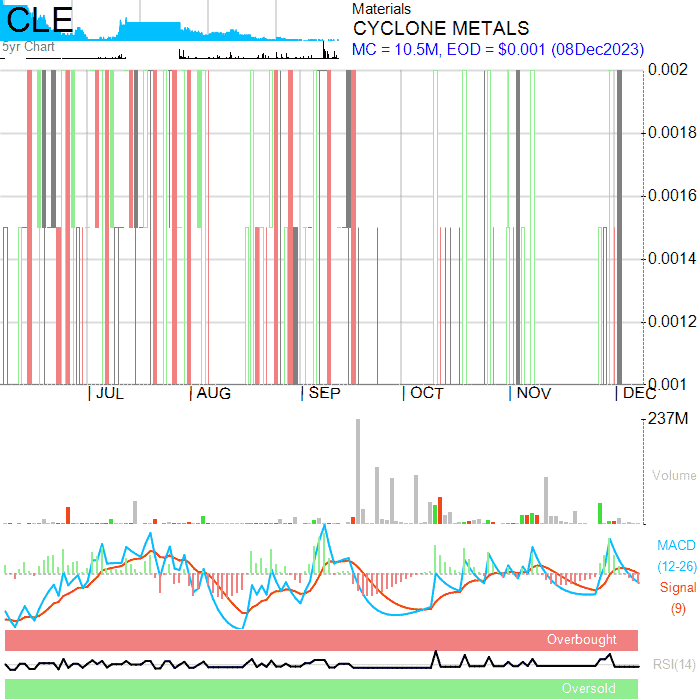 CLE
5yr Chart
Materials
CYCLONE METALS
MC = 10.5M, EOD = $0.001 (08Dec2023)
0.002
0.0018
0.0016
0.0014
0.0012
0.001
JUL AUG SEP OCT NOV DEC
237M
Volume
MACD
(12-26)
Signal
(9)
Overbought
RSI(14)
Oversold